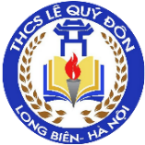 THCS LÊ QUÝ ĐÔN
LONG BIÊN- HÀ NỘI